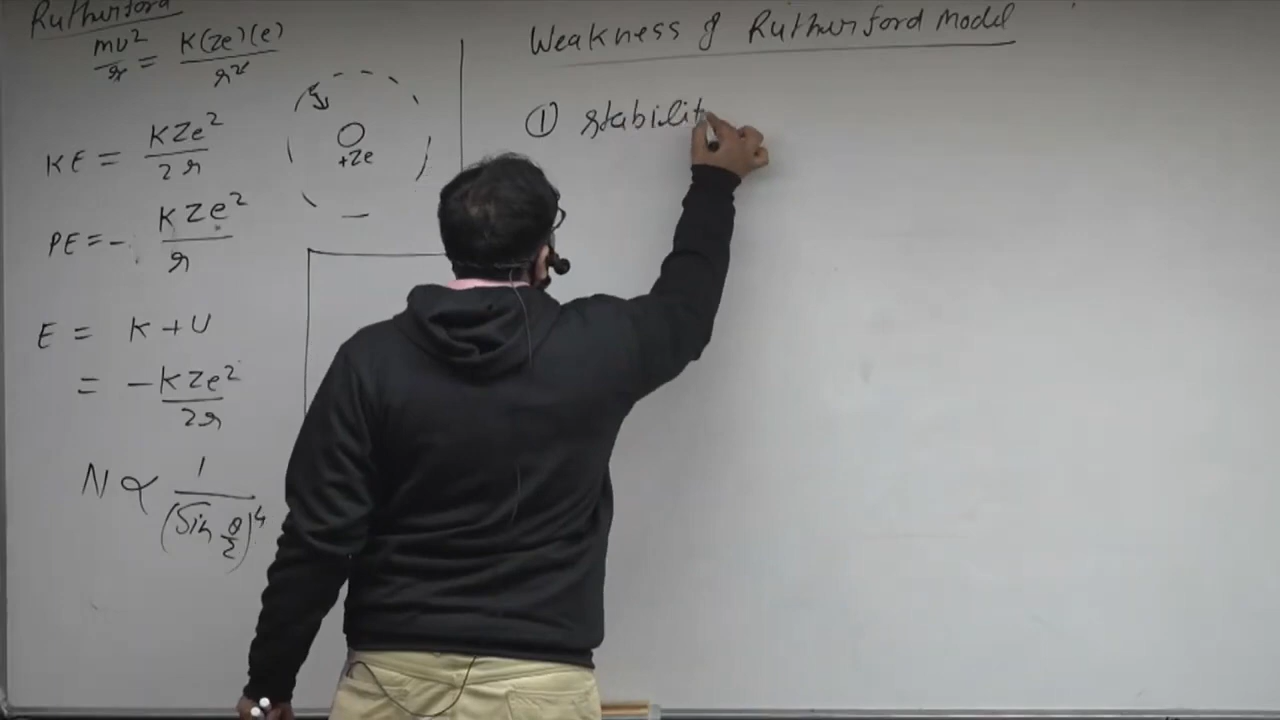 Rutherford
mv²/r = K(Ze)(e)/r²
KE = KZe²/2r
PE = - KZe²/r
E = K + U
= -KZe²/2r
N ∝ 1/(Sin θ/2)⁴
+Ze
Weakness of Rutherford Model
① stabilit